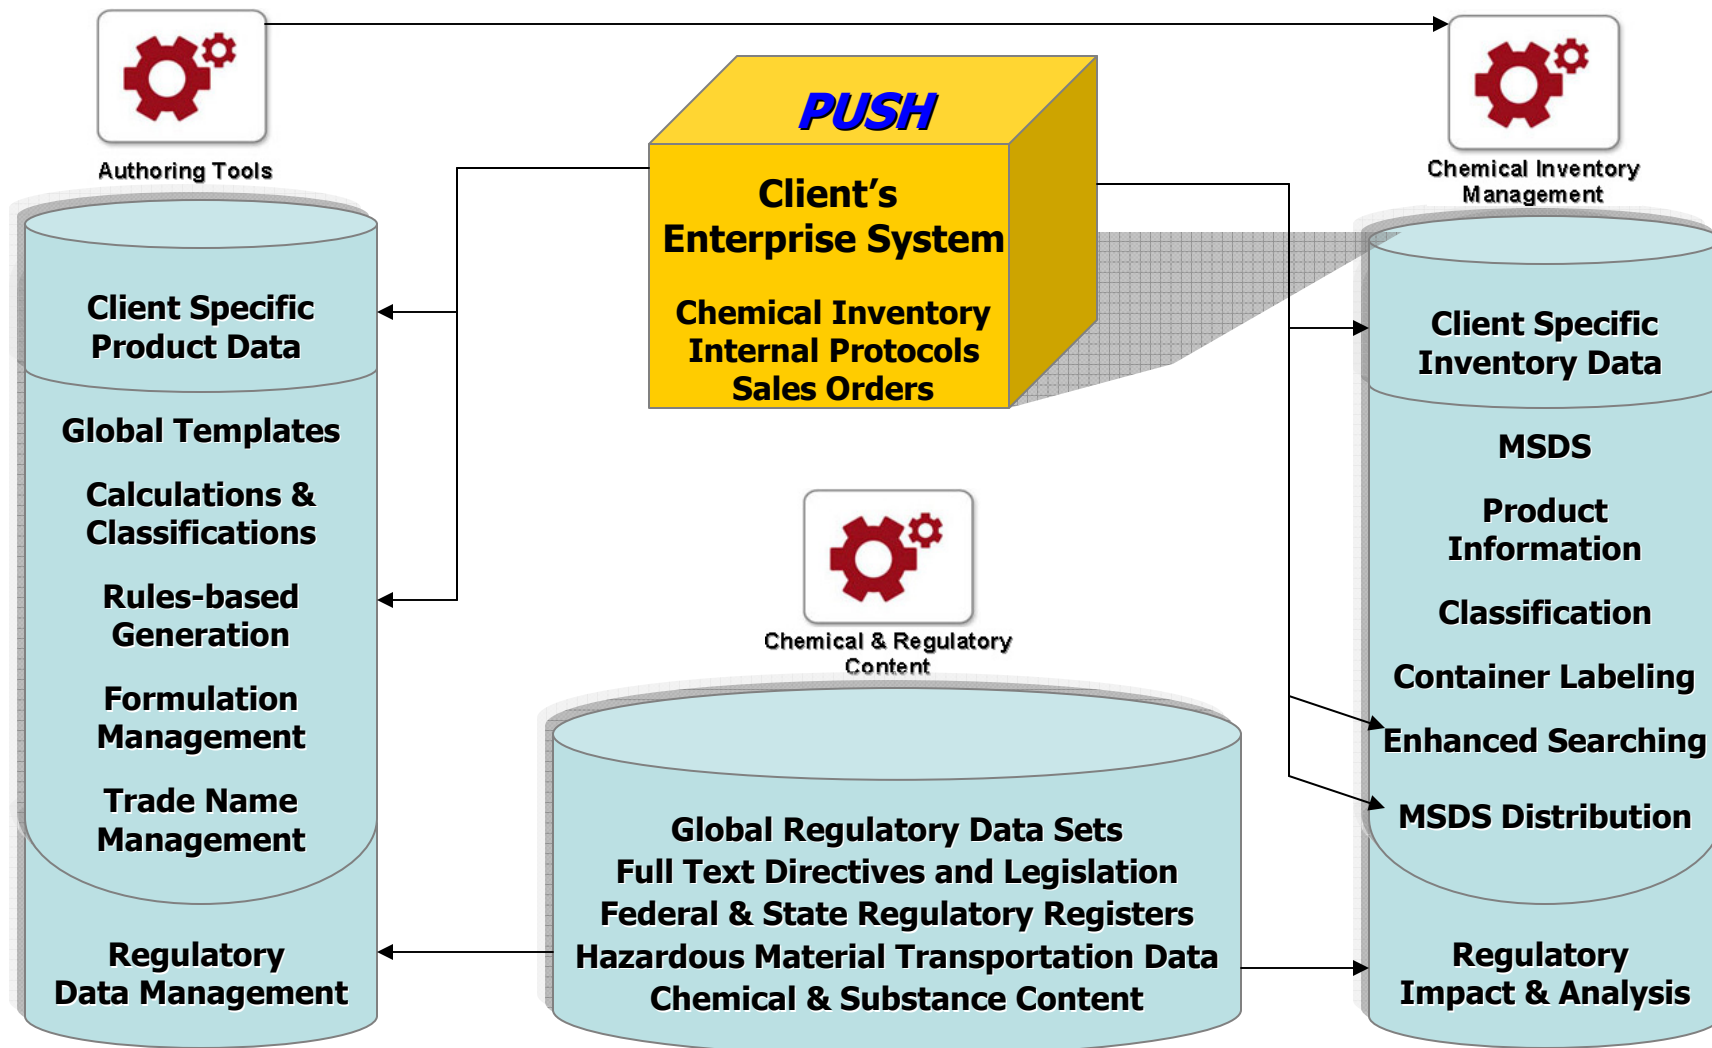 Authoring Tools
Client Specific
Product Data
Global Templates
Calculations &
Classifications
Rules-based
Generation
Formulation
Management
Trade Name
Management
Regulatory
Data Management
PUSH
Client’s
Enterprise System
Chemical Inventory
Internal Protocols
Sales Orders
Chemical & Regulatory
Content
Global Regulatory Data Sets
Full Text Directives and Legislation
Federal & State Regulatory Registers
Hazardous Material Transportation Data
Chemical & Substance Content
Chemical Inventory
Management
Client Specific
Inventory Data
MSDS
Product
Information
Classification
Container Labeling
Enhanced Searching
MSDS Distribution
Regulatory
Impact & Analysis